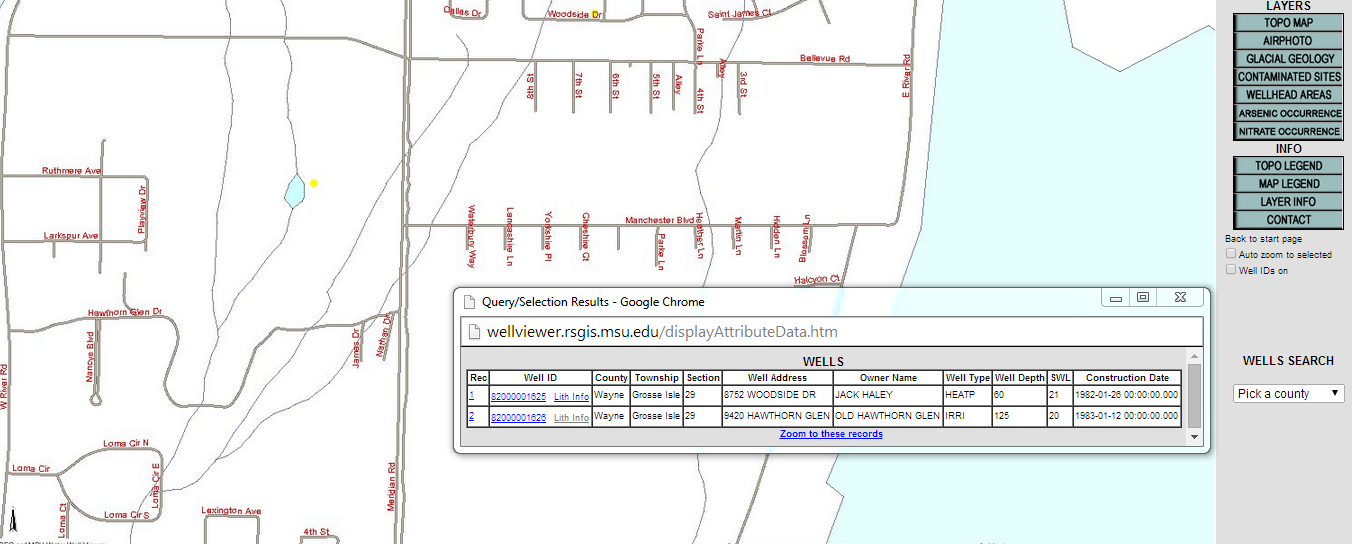 Dallas Dr
Woodside Dr
Saint James Ct
Parke Ln
Bellevue Rd
E River Rd
8th St
7th St
6th St
5th St
Alley
4th St
Alley
3rd St
Ruthmere Ave
Playview Dr
Larkspur Ave
Manchester Blvd
Waterbury Way
Lancashire Ln
Yorkshire Pl
Cheshire Ct
Parke Ln
Heather Ln
Martin Ln
Hidden Ln
Blossom Ln
Halcyon Ct
Hawthorn Glen Dr
Nancye Blvd
James Dr
Nathan Dr
W River Rd
Loma Cir N
Loma Cir
Loma Cir E
Loma Ct
Loma Cir S
Lexington Ave
4th St
Meridian Rd
Query/Selection Results - Google Chrome
wellviewer.rsgis.msu.edu/displayAttributeData.htm
WELLS
Rec Well ID County Township Section Well Address Owner Name Well Type Well Depth SWL Construction Date
1 82000001625 Lith Info Wayne Grosse Isle 29 8752 WOODSIDE DR JACK HALEY HEATP 60 21 1982-01-26 00:00:00.000
2 82000001626 Lith Info Wayne Grosse Isle 29 9420 HAWTHORN GLEN OLD HAWTHORN GLEN IRRI 125 20 1983-01-12 00:00:00.000
Zoom to these records
LAYERS
TOPO MAP
AIRPHOTO
GLACIAL GEOLOGY
CONTAMINATED SITES
WELLHEAD AREAS
ARSENIC OCCURRENCE
NITRATE OCCURRENCE
INFO
TOPO LEGEND
MAP LEGEND
LAYER INFO
CONTACT
Back to start page
Auto zoom to selected
Well IDs on
WELLS SEARCH
Pick a county